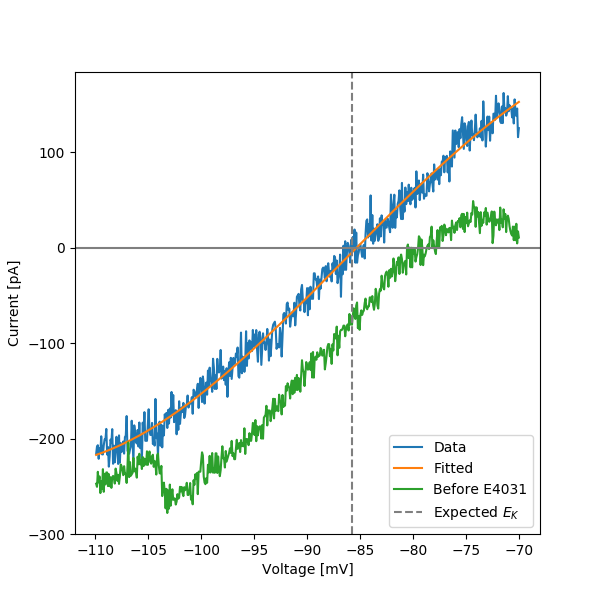 100
0
−100
−200
−300
Current [pA]
−110 −105 −100 −95 −90 −85 −80 −75 −70
Voltage [mV]
Data
Fitted
Before E4031
Expected E_K